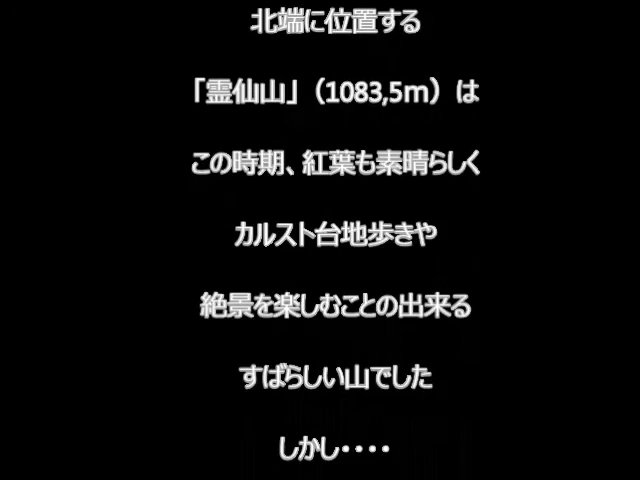 北端に位置する
「霊仙山」（1083,5m）は
この時期、紅葉も素晴らしく
カルスト台地歩きや
絶景を楽しむことの出来る
すばらしい山でした
しかし・・・・